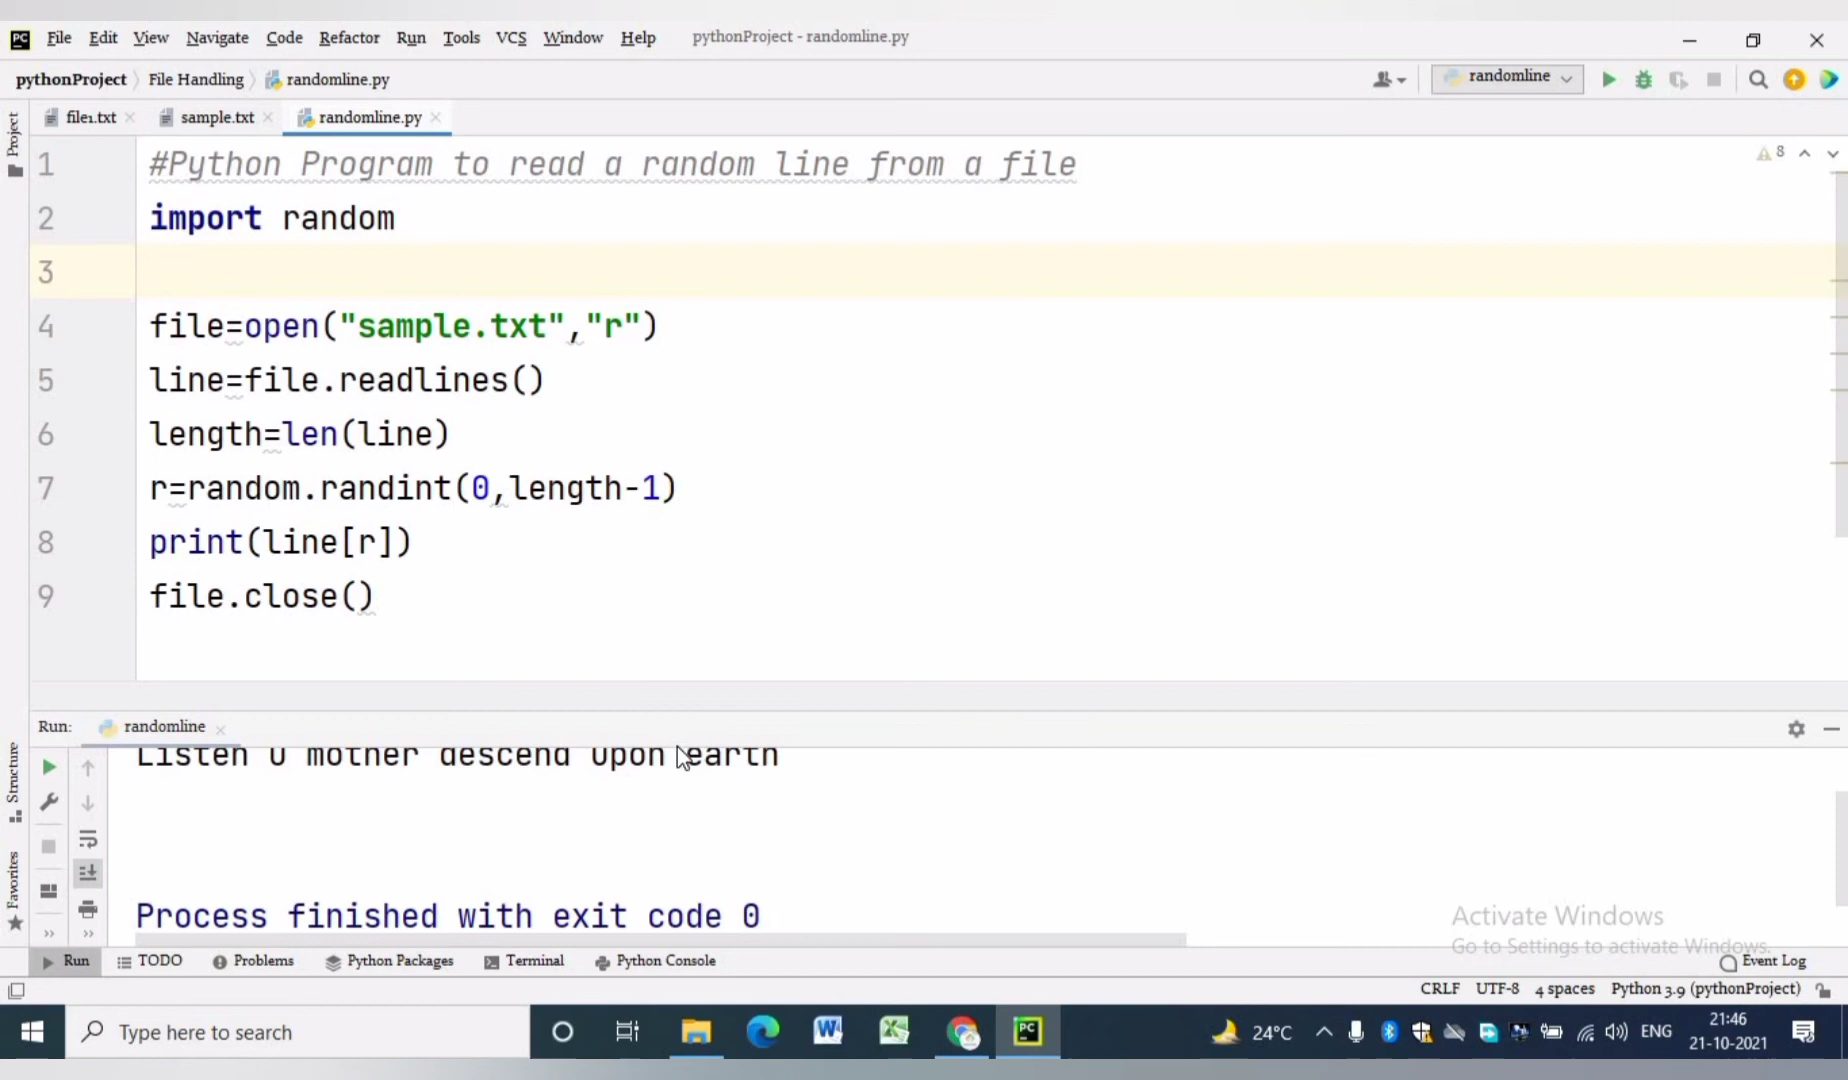 PC File Edit View Navigate Code Refactor Run Tools VCS Window Help pythonProject - randomline.py
pythonProject File Handling randomline.py randomline
file1.txt sample.txt randomline.py
Project
1 #Python Program to read a random line from a file
8
2 import random
3
4 file=open("sample.txt","r")
5 line=file.readlines()
6 length=len(line)
7 r=random.randint(0,length-1)
8 print(line[r])
9 file.close()
Run: randomline
Structure
Favorites
Listen O mother descend Upon earth
Process finished with exit code 0
Activate Windows
Go to Settings to activate Windows.
Run TODO Problems Python Packages Terminal Python Console Event Log
CRLF UTF-8 4 spaces Python 3.9 (pythonProject)
Type here to search PC 24°C ENG 21:46
21-10-2021